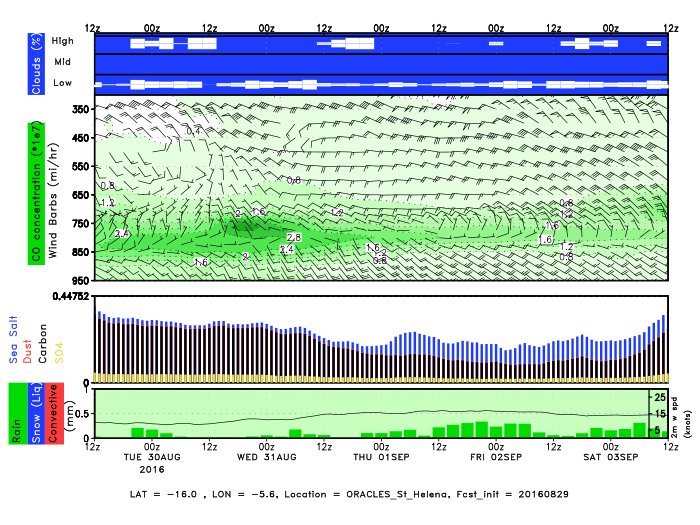 12z 00z 12z 00z 12z 00z 12z 00z 12z 00z 12z
Clouds (%)
High
Mid
Low
CO concentration (*1e7)
Wind Barbs (mi/hr)
350
450
550
650
750
850
950
0.4
0.8
0.8
1.2
2
1.6
1.2
0.8
1.2
2.4
2.8
1.6
1.6
1.6
2.4
1.2
1.2
1.6
2
0.8
0.8
0.44752
0
Sea Salt
Dust
Carbon
SO4
Rain
Snow (Liq)
Convective
(mm)
1
0.5
0
25
15
5
2m w spd
(knots)
12z 00z 12z 00z 12z 00z 12z 00z 12z 00z 12z
TUE 30AUG WED 31AUG THU 01SEP FRI 02SEP SAT 03SEP
2016
LAT = -16.0 , LON = -5.6, Location = ORACLES_St_Helena, Fcst_init = 20160829